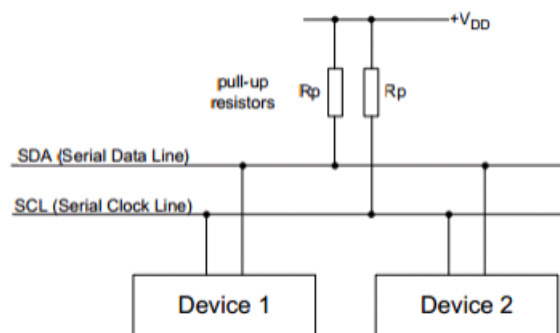 +VDD
pull-up
resistors
Rp
Rp
SDA (Serial Data Line)
SCL (Serial Clock Line)
Device 1
Device 2